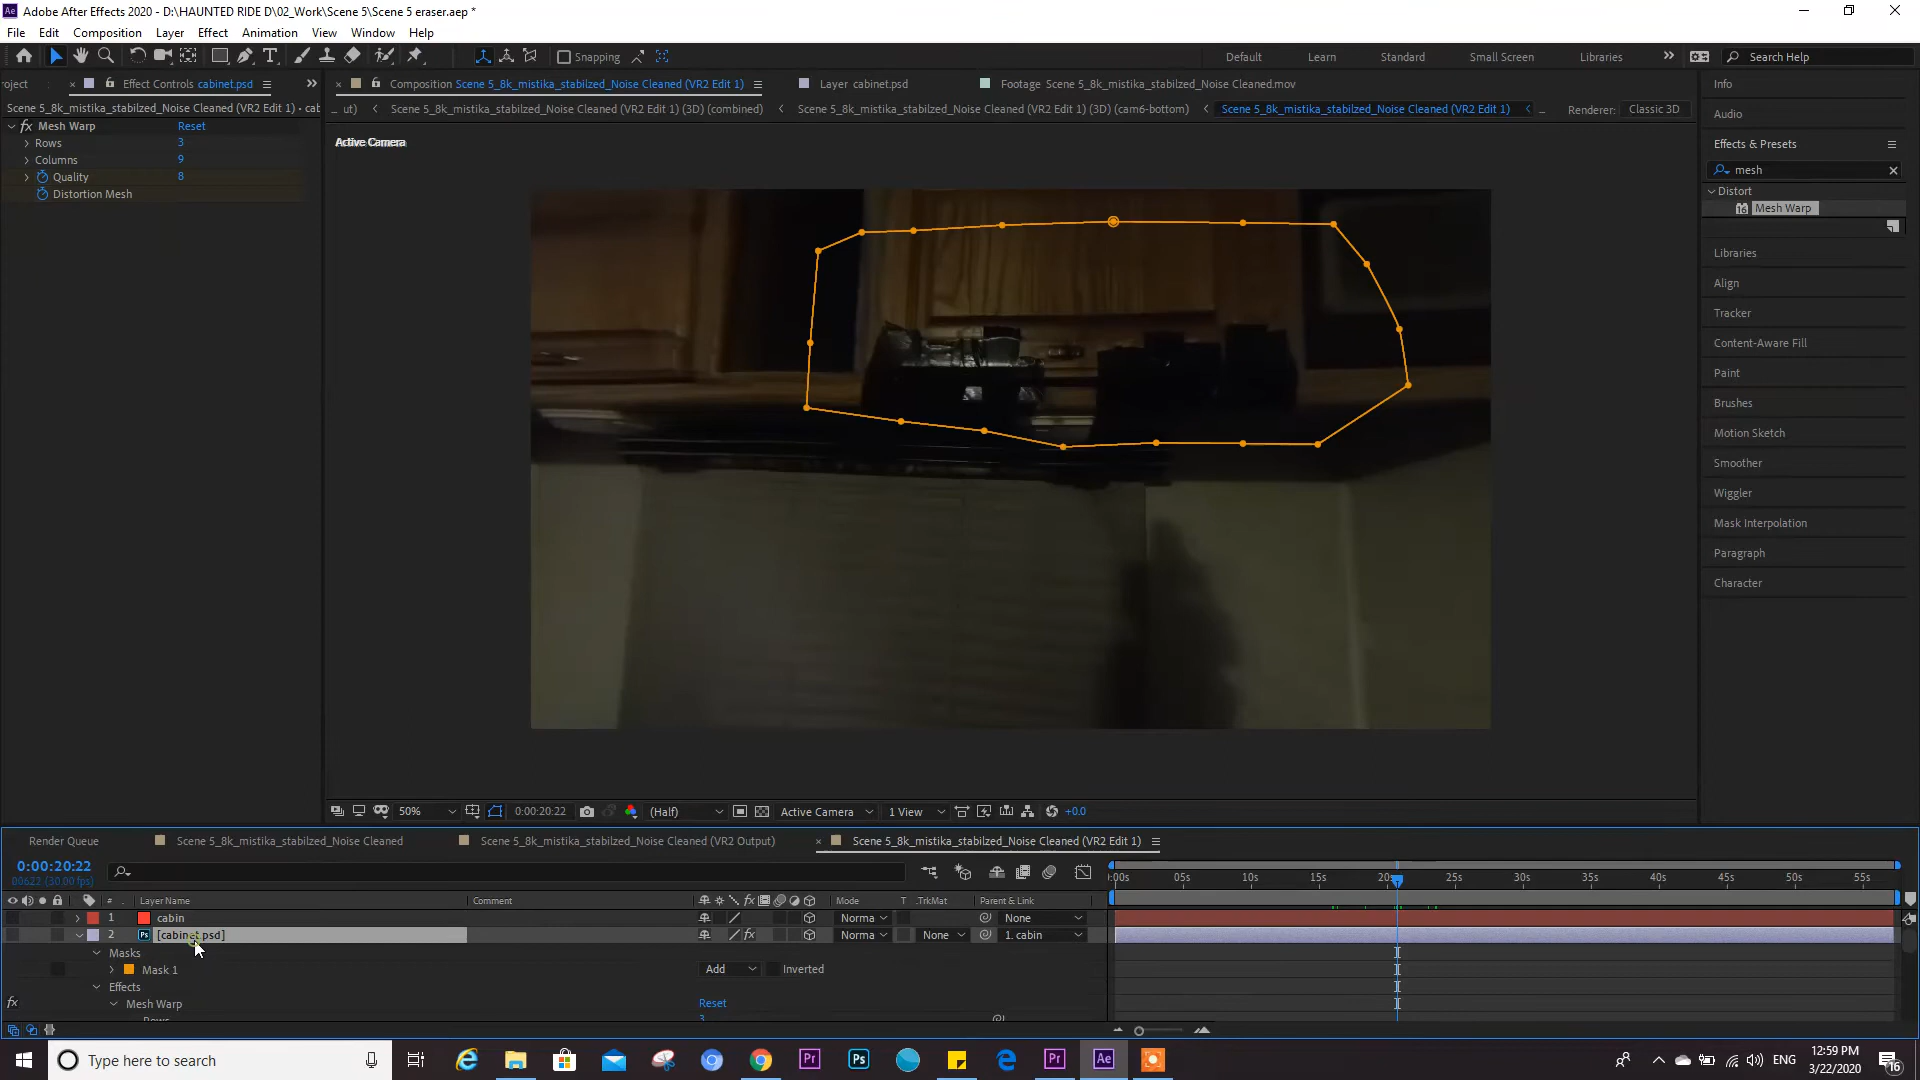 Adobe After Effects 2020 - D:\HAUNTED RIDE D\02_Work\Scene 5\Scene 5 eraser.aep *
File Edit Composition Layer Effect Animation View Window Help
Snapping
Default Learn Standard Small Screen Libraries
Search Help
roject
Effect Controls cabinet.psd
Composition Scene 5_8k_mistika_stabilzed_Noise Cleaned (VR2 Edit 1)
Layer cabinet.psd
Footage Scene 5_8k_mistika_stabilzed_Noise Cleaned.mov
Scene 5_8k_mistika_stabilzed_Noise Cleaned (VR2 Edit 1) • cab
ut)
Scene 5_8k_mistika_stabilzed_Noise Cleaned (VR2 Edit 1) (3D) (combined)
Scene 5_8k_mistika_stabilzed_Noise Cleaned (VR2 Edit 1) (3D) (cam6-bottom)
Scene 5_8k_mistika_stabilzed_Noise Cleaned (VR2 Edit 1)
Renderer: Classic 3D
fx Mesh Warp Reset
Rows 3
Columns 9
Quality 8
Distortion Mesh
Active Camera
Info
Audio
Effects & Presets
mesh
Distort
16 Mesh Warp
Libraries
Align
Tracker
Content-Aware Fill
Paint
Brushes
Motion Sketch
Smoother
Wiggler
Mask Interpolation
Paragraph
Character
50% 0:00:20:22 (Half) Active Camera 1 View +0.0
Render Queue
Scene 5_8k_mistika_stabilzed_Noise Cleaned
Scene 5_8k_mistika_stabilzed_Noise Cleaned (VR2 Output)
Scene 5_8k_mistika_stabilzed_Noise Cleaned (VR2 Edit 1)
0:00:20:22
00622 (30.00 fps)
:00s 05s 10s 15s 20s 25s 30s 35s 40s 45s 50s 55s
# Layer Name Comment Mode T .TrkMat Parent & Link
1 cabin Norma None
2 Ps [cabinet.psd] fx Norma None 1. cabin
Masks
Mask 1 Add Inverted
Effects
fx Mesh Warp Reset
Rows 3
Type here to search
Pr Ps Pr Ae
ENG
12:59 PM
3/22/2020
16